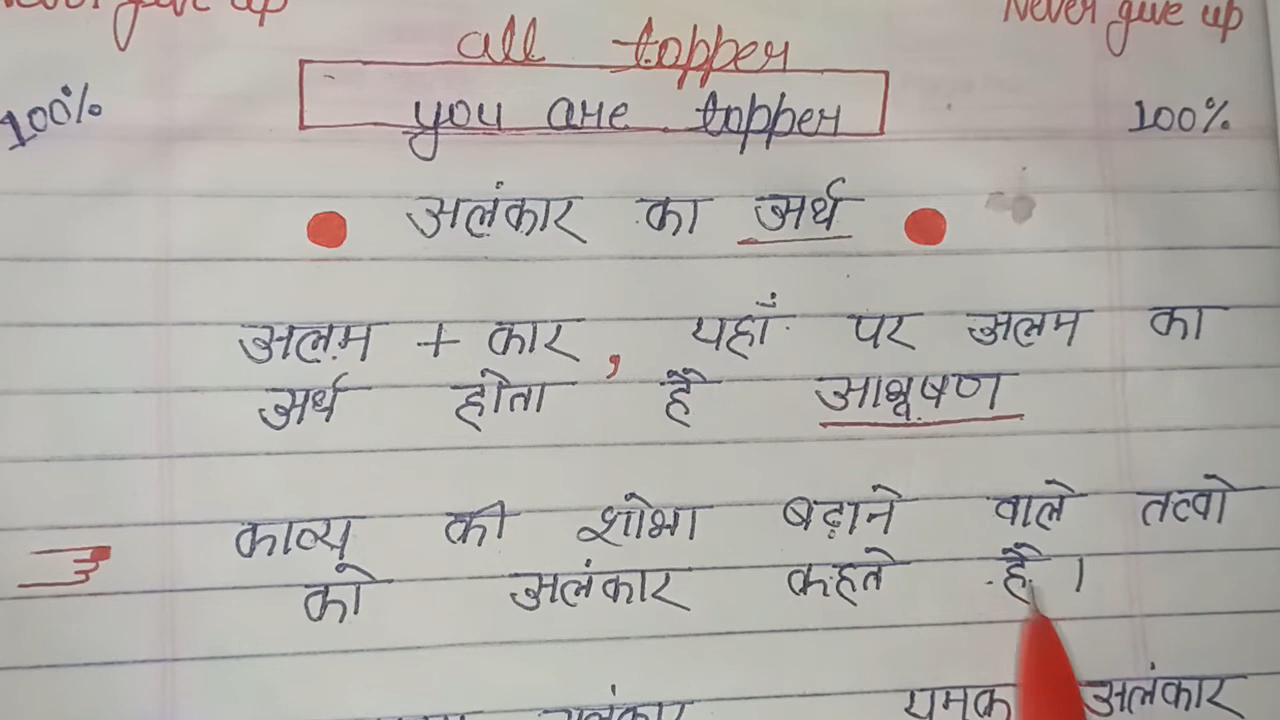 Never give up
all topper
100% you are topper 100%
अलंकार का अर्थ
अलम + कार , यहाँ पर अलम का
अर्थ होता है आभूषण
काव्य की शोभा बढ़ाने वाले तत्वो
को अलंकार कहते है ।
अलंकार यमक अलंकार